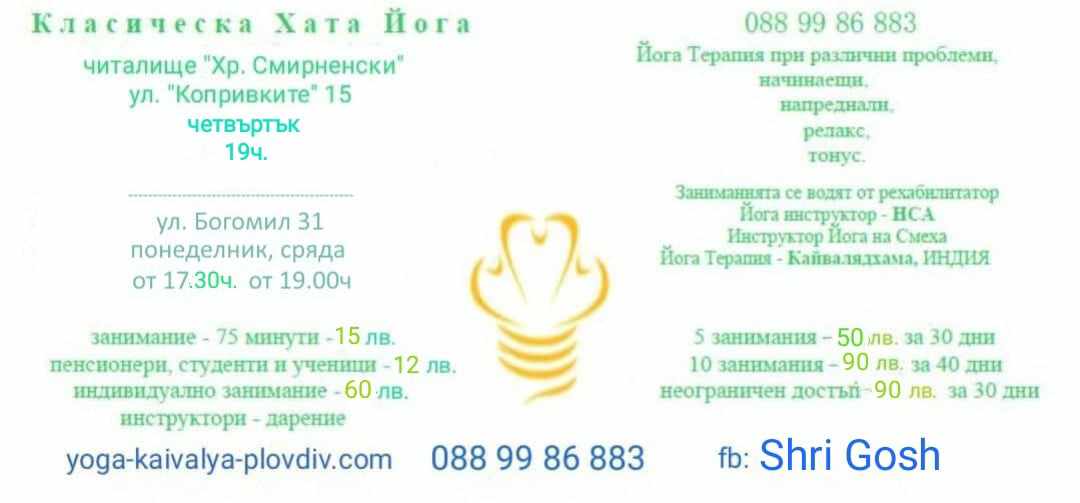 Класическа Хата Йога
читалище "Хр. Смирненски"
ул. "Копривките" 15
четвъртък
19ч.
ул. Богомил 31
понеделник, сряда
от 17.30ч. от 19.00ч
занимание - 75 минути -15 лв.
пенсионери, студенти и ученици -12 лв.
индивидуално занимание -60 лв.
инструктори - дарение
088 99 86 883
Йога Терапия при различни проблеми,
начинаещи,
напреднали,
релакс,
тонус.
Заниманията се водят от рехабилитатор
Йога инструктор - НСА
Инструктор Йога на Смеха
Йога Терапия - Кайвалядхама, ИНДИЯ
5 занимания – 50 лв. за 30 дни
10 занимания – 90 лв. за 40 дни
неограничен достъп - 90 лв. за 30 дни
yoga-kaivalya-plovdiv.com 088 99 86 883 fb: Shri Gosh